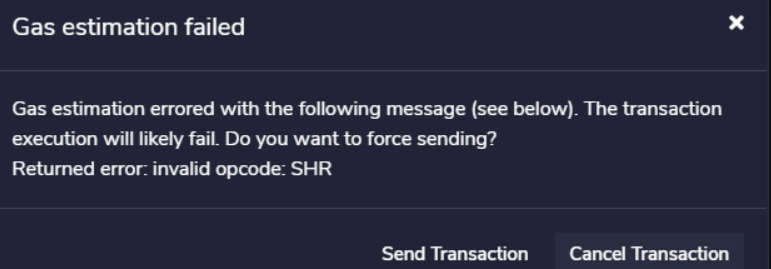 Gas estimation failed
Gas estimation errored with the following message (see below). The transaction
execution will likely fail. Do you want to force sending?
Returned error: invalid opcode: SHR
Send Transaction Cancel Transaction